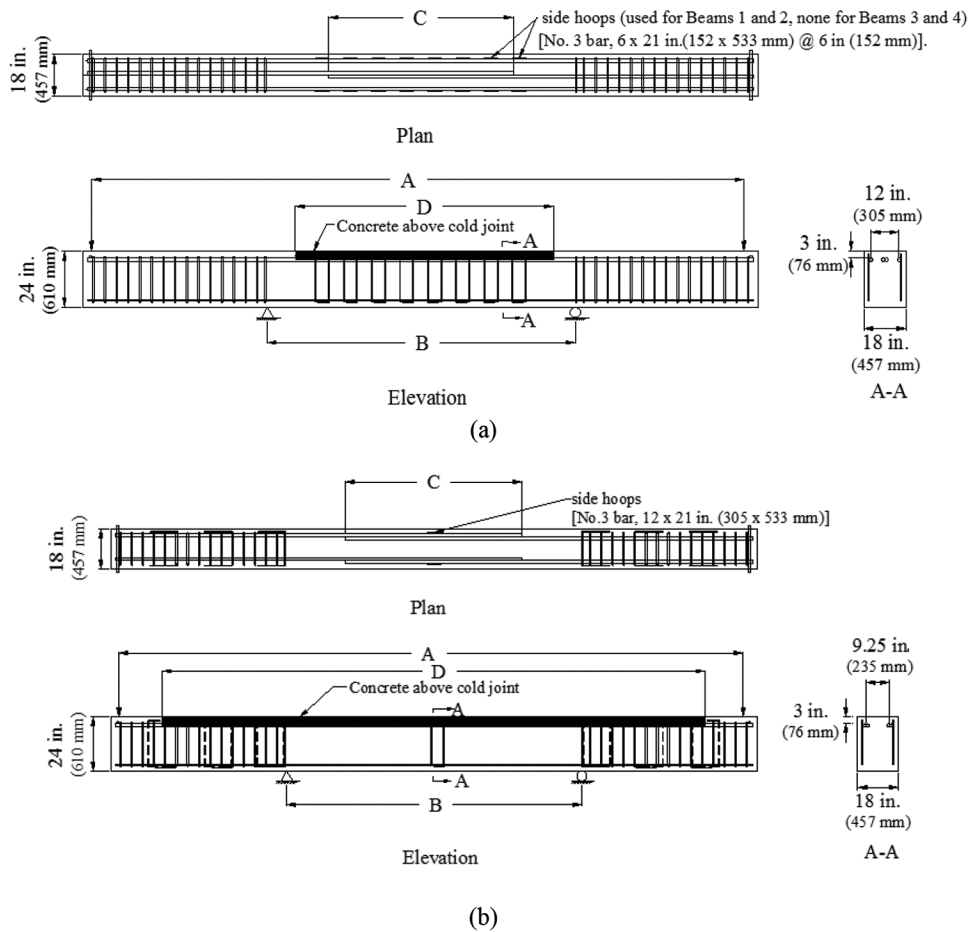 C
side hoops (used for Beams 1 and 2, none for Beams 3 and 4)
[No. 3 bar, 6 x 21 in.(152 x 533 mm) @ 6 in (152 mm)].
18 in.
(457 mm)
Plan
A
D
Concrete above cold joint
A
24 in.
(610 mm)
A
B
Elevation
12 in.
(305 mm)
3 in.
(76 mm)
18 in.
(457 mm)
A-A
(a)
C
side hoops
[No.3 bar, 12 x 21 in. (305 x 533 mm)]
18 in.
(457 mm)
Plan
A
D
Concrete above cold joint
A
24 in.
(610 mm)
A
B
Elevation
9.25 in.
(235 mm)
3 in.
(76 mm)
18 in.
(457 mm)
A-A
(b)